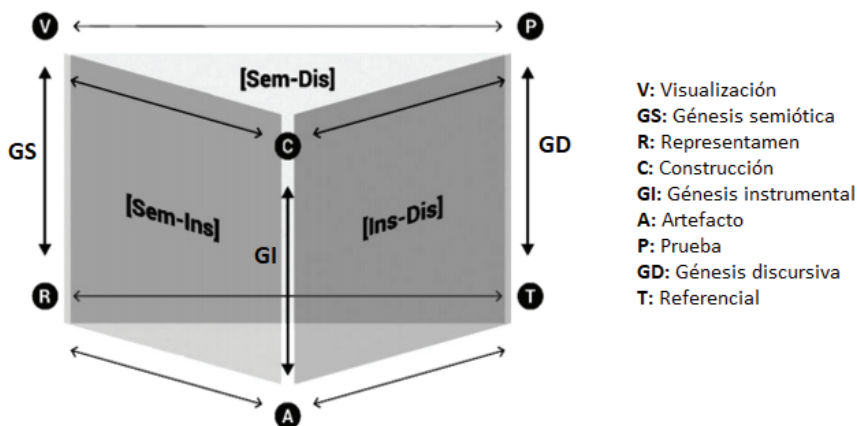 V
P
[Sem-Dis]
GS
C
GD
[Sem-Ins]
[Ins-Dis]
GI
R
T
A
V: Visualización
GS: Génesis semiótica
R: Representamen
C: Construcción
GI: Génesis instrumental
A: Artefacto
P: Prueba
GD: Génesis discursiva
T: Referencial